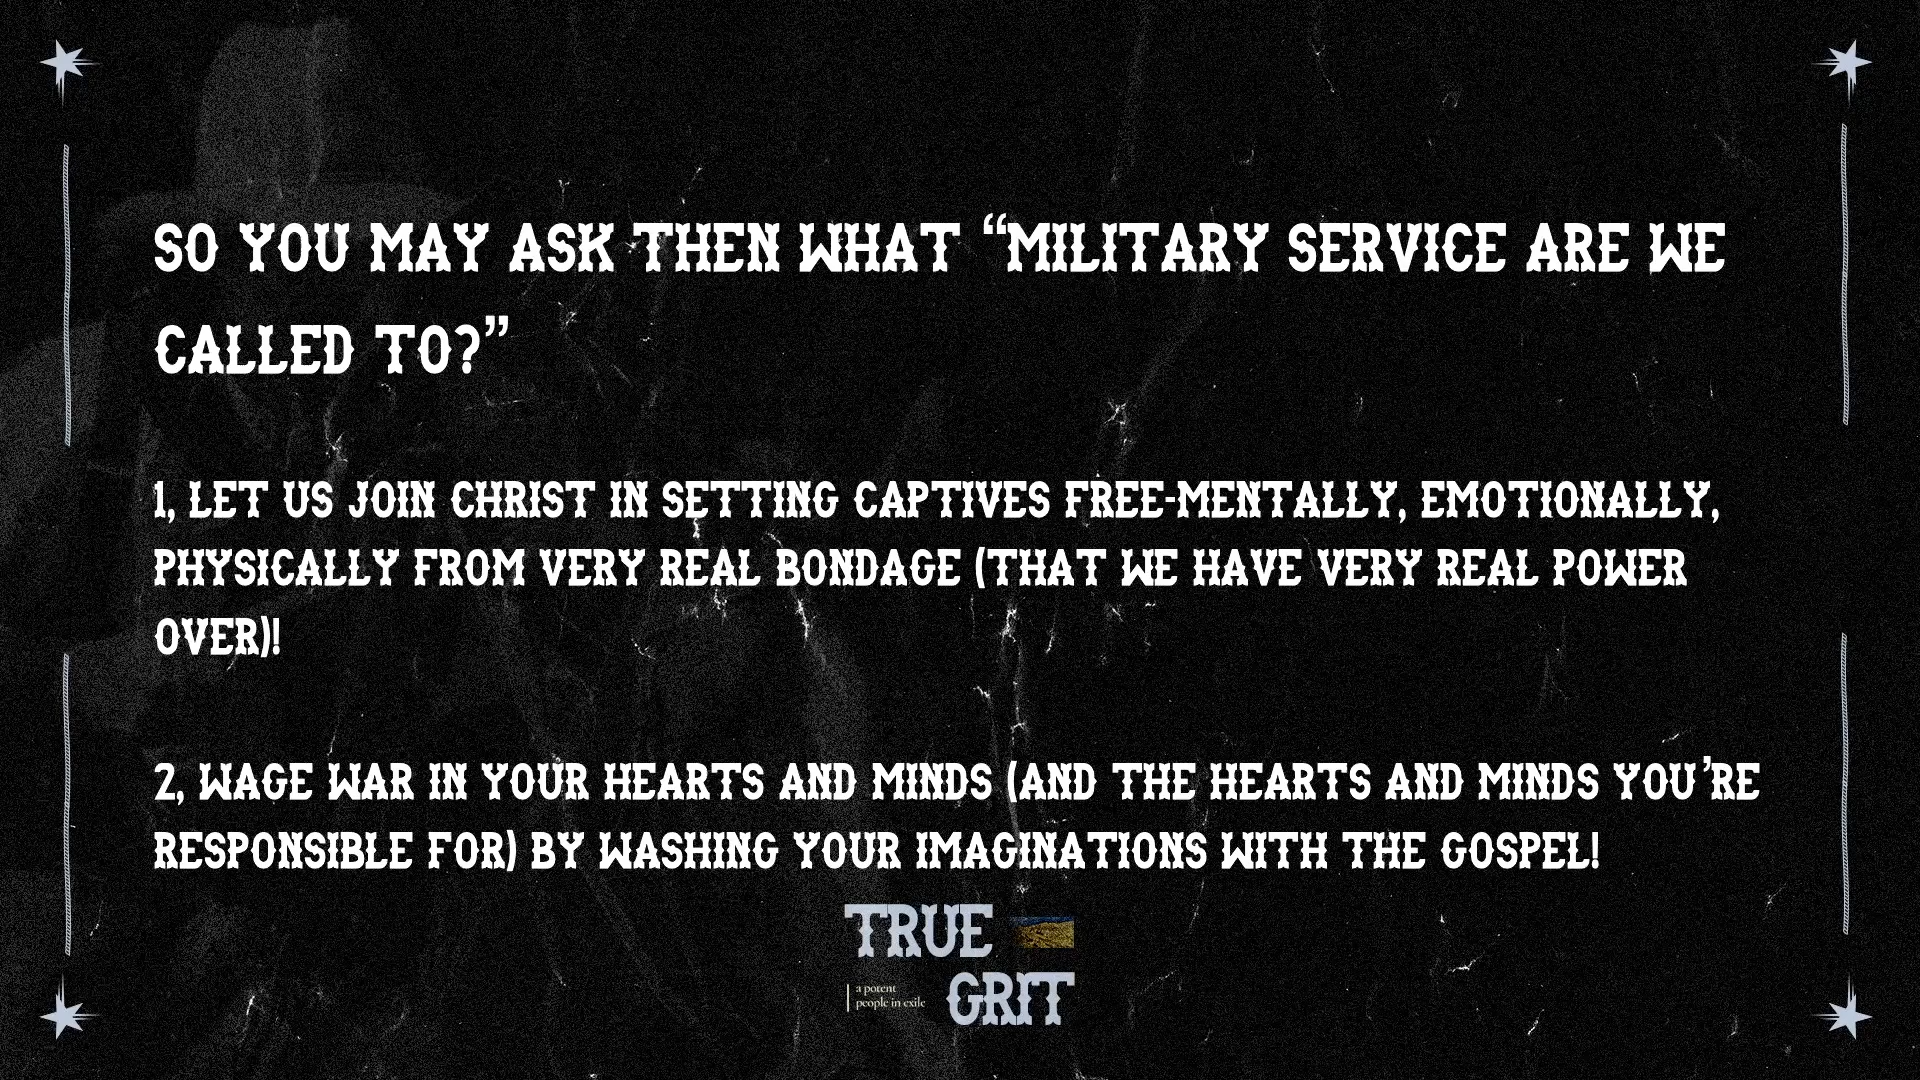 SO YOU MAY ASK THEN WHAT “MILITARY SERVICE ARE WE
CALLED TO?”
1, LET US JOIN CHRIST IN SETTING CAPTIVES FREE-MENTALLY, EMOTIONALLY,
PHYSICALLY FROM VERY REAL BONDAGE (THAT WE HAVE VERY REAL POWER
OVER)!
2, WAGE WAR IN YOUR HEARTS AND MINDS (AND THE HEARTS AND MINDS YOU’RE
RESPONSIBLE FOR) BY WASHING YOUR IMAGINATIONS WITH THE GOSPEL!
TRUE
GRIT
a potent
people in exile